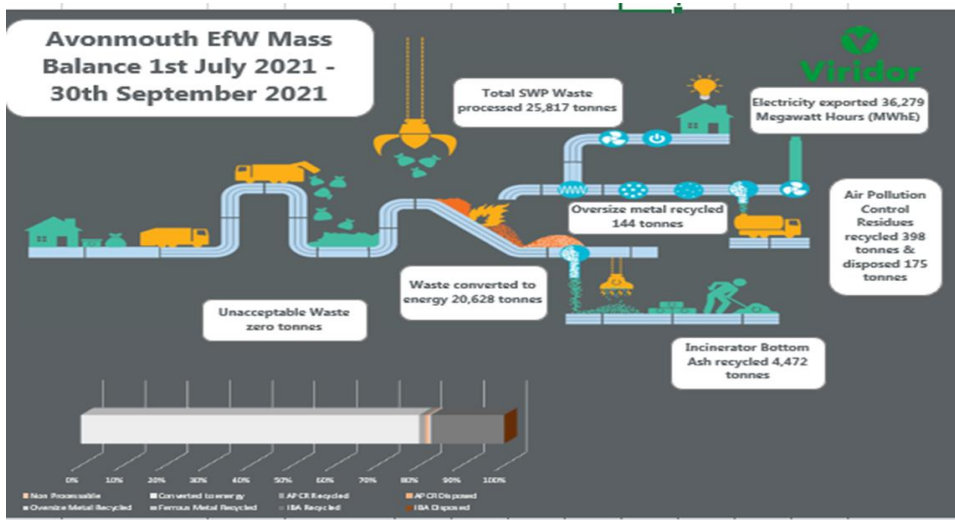 Avonmouth EfW Mass
Balance 1st July 2021 -
30th September 2021
Total SWP Waste
processed 25,817 tonnes
Viridor
Electricity exported 36,279
Megawatt Hours (MWhE)
Oversize metal recycled
144 tonnes
Air Pollution
Control
Residues
recycled 398
tonnes &
disposed 175
tonnes
Waste converted to
energy 20,628 tonnes
Unacceptable Waste
zero tonnes
Incinerator Bottom
Ash recycled 4,472
tonnes
0% 10% 20% 30% 40% 50% 60% 70% 80% 90% 100%
Non Processable Converted to energy APCR Recycled APCR Disposed
Oversize Metal Recycled Ferrous Metal Recycled IBA Recycled IBA Disposed